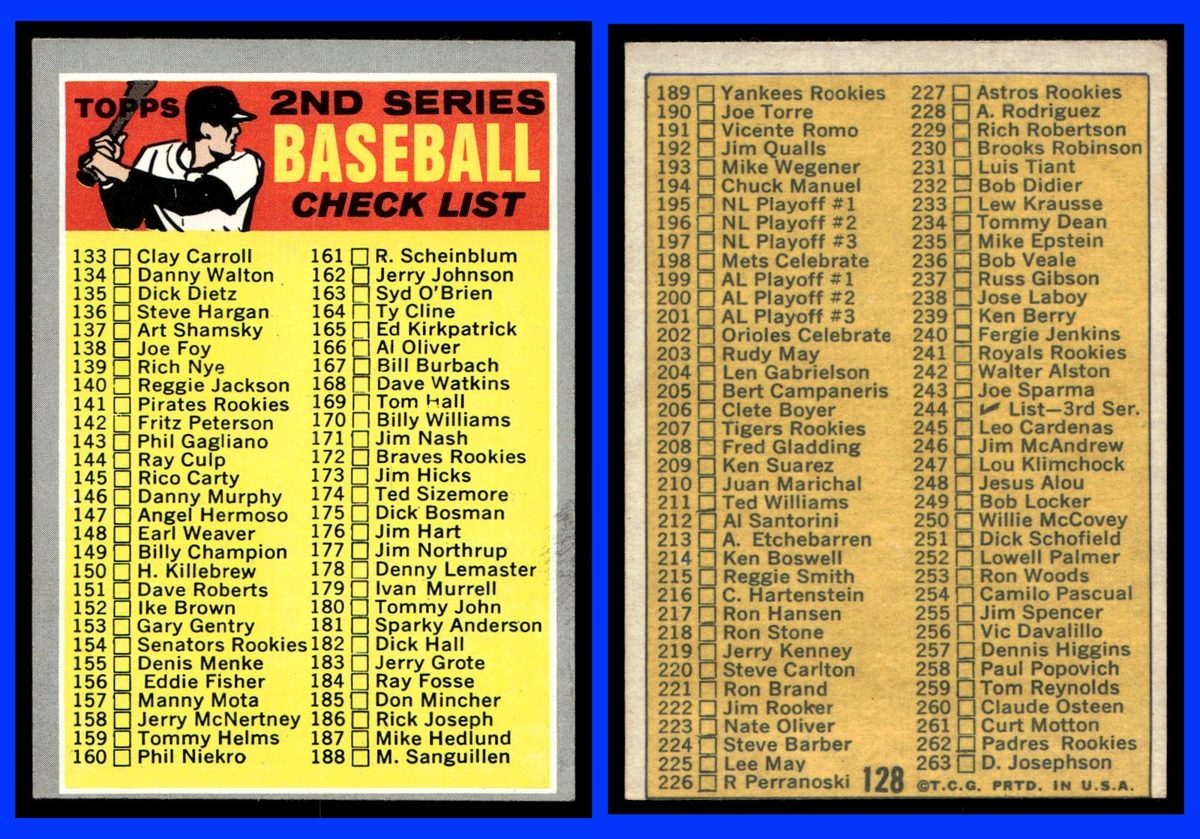 TOPPS
2ND SERIES
BASEBALL
CHECK LIST
133 Clay Carroll
134 Danny Walton
135 Dick Dietz
136 Steve Hargan
137 Art Shamsky
138 Joe Foy
139 Rich Nye
140 Reggie Jackson
141 Pirates Rookies
142 Fritz Peterson
143 Phil Gagliano
144 Ray Culp
145 Rico Carty
146 Danny Murphy
147 Angel Hermoso
148 Earl Weaver
149 Billy Champion
150 H. Killebrew
151 Dave Roberts
152 Ike Brown
153 Gary Gentry
154 Senators Rookies
155 Denis Menke
156 Eddie Fisher
157 Manny Mota
158 Jerry McNertney
159 Tommy Helms
160 Phil Niekro
161 R. Scheinblum
162 Jerry Johnson
163 Syd O'Brien
164 Ty Cline
165 Ed Kirkpatrick
166 Al Oliver
167 Bill Burbach
168 Dave Watkins
169 Tom Hall
170 Billy Williams
171 Jim Nash
172 Braves Rookies
173 Jim Hicks
174 Ted Sizemore
175 Dick Bosman
176 Jim Hart
177 Jim Northrup
178 Denny Lemaster
179 Ivan Murrell
180 Tommy John
181 Sparky Anderson
182 Dick Hall
183 Jerry Grote
184 Ray Fosse
185 Don Mincher
186 Rick Joseph
187 Mike Hedlund
188 M. Sanguillen
189 Yankees Rookies
190 Joe Torre
191 Vicente Romo
192 Jim Qualls
193 Mike Wegener
194 Chuck Manuel
195 NL Playoff #1
196 NL Playoff #2
197 NL Playoff #3
198 Mets Celebrate
199 AL Playoff #1
200 AL Playoff #2
201 AL Playoff #3
202 Orioles Celebrate
203 Rudy May
204 Len Gabrielson
205 Bert Campaneris
206 Clete Boyer
207 Tigers Rookies
208 Fred Gladding
209 Ken Suarez
210 Juan Marichal
211 Ted Williams
212 Al Santorini
213 A. Etchebarren
214 Ken Boswell
215 Reggie Smith
216 C. Hartenstein
217 Ron Hansen
218 Ron Stone
219 Jerry Kenney
220 Steve Carlton
221 Ron Brand
222 Jim Rooker
223 Nate Oliver
224 Steve Barber
225 Lee May
226 R Perranoski
227 Astros Rookies
228 A. Rodriguez
229 Rich Robertson
230 Brooks Robinson
231 Luis Tiant
232 Bob Didier
233 Lew Krausse
234 Tommy Dean
235 Mike Epstein
236 Bob Veale
237 Russ Gibson
238 Jose Laboy
239 Ken Berry
240 Fergie Jenkins
241 Royals Rookies
242 Walter Alston
243 Joe Sparma
244 List—3rd Ser.
245 Leo Cardenas
246 Jim McAndrew
247 Lou Klimchock
248 Jesus Alou
249 Bob Locker
250 Willie McCovey
251 Dick Schofield
252 Lowell Palmer
253 Ron Woods
254 Camilo Pascual
255 Jim Spencer
256 Vic Davalillo
257 Dennis Higgins
258 Paul Popovich
259 Tom Reynolds
260 Claude Osteen
261 Curt Motton
262 Padres Rookies
263 D. Josephson
128 ©T.C.G. PRTD. IN U.S.A.